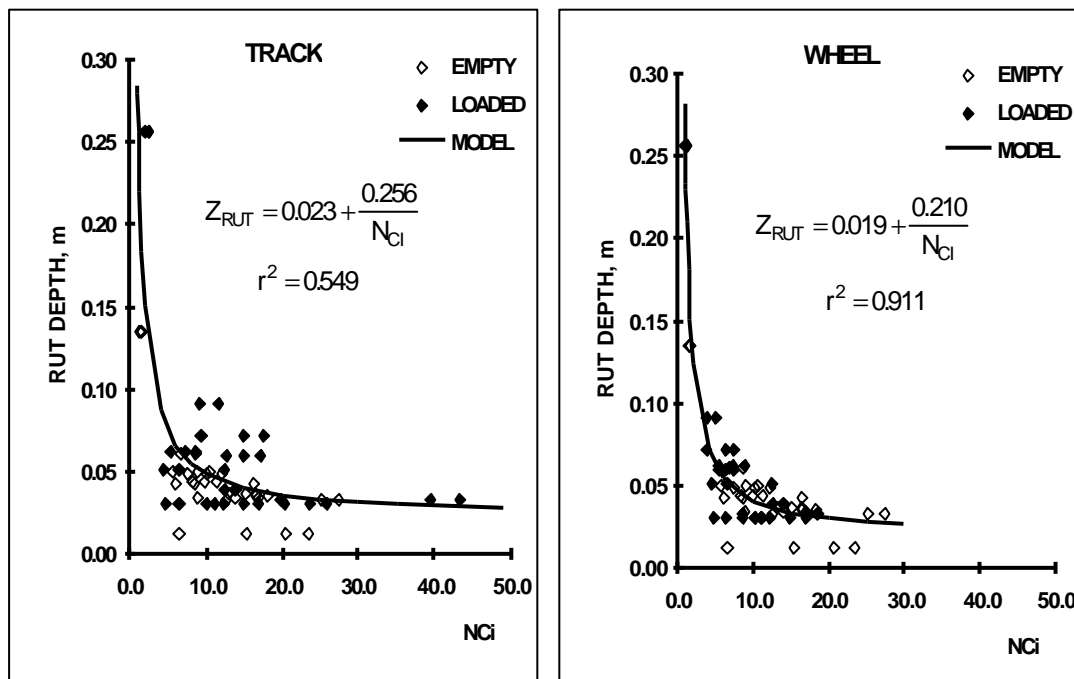 TRACK
0.30
0.25
0.20
0.15
0.10
0.05
0.00
RUT DEPTH, m
EMPTY
LOADED
MODEL
Z_RUT = 0.023 + 0.256/N_CI
r² = 0.549
0.0 10.0 20.0 30.0 40.0 50.0
NCi
WHEEL
0.30
0.25
0.20
0.15
0.10
0.05
0.00
RUT DEPTH, m
EMPTY
LOADED
MODEL
Z_RUT = 0.019 + 0.210/N_CI
r² = 0.911
0.0 10.0 20.0 30.0 40.0 50.0
NCi